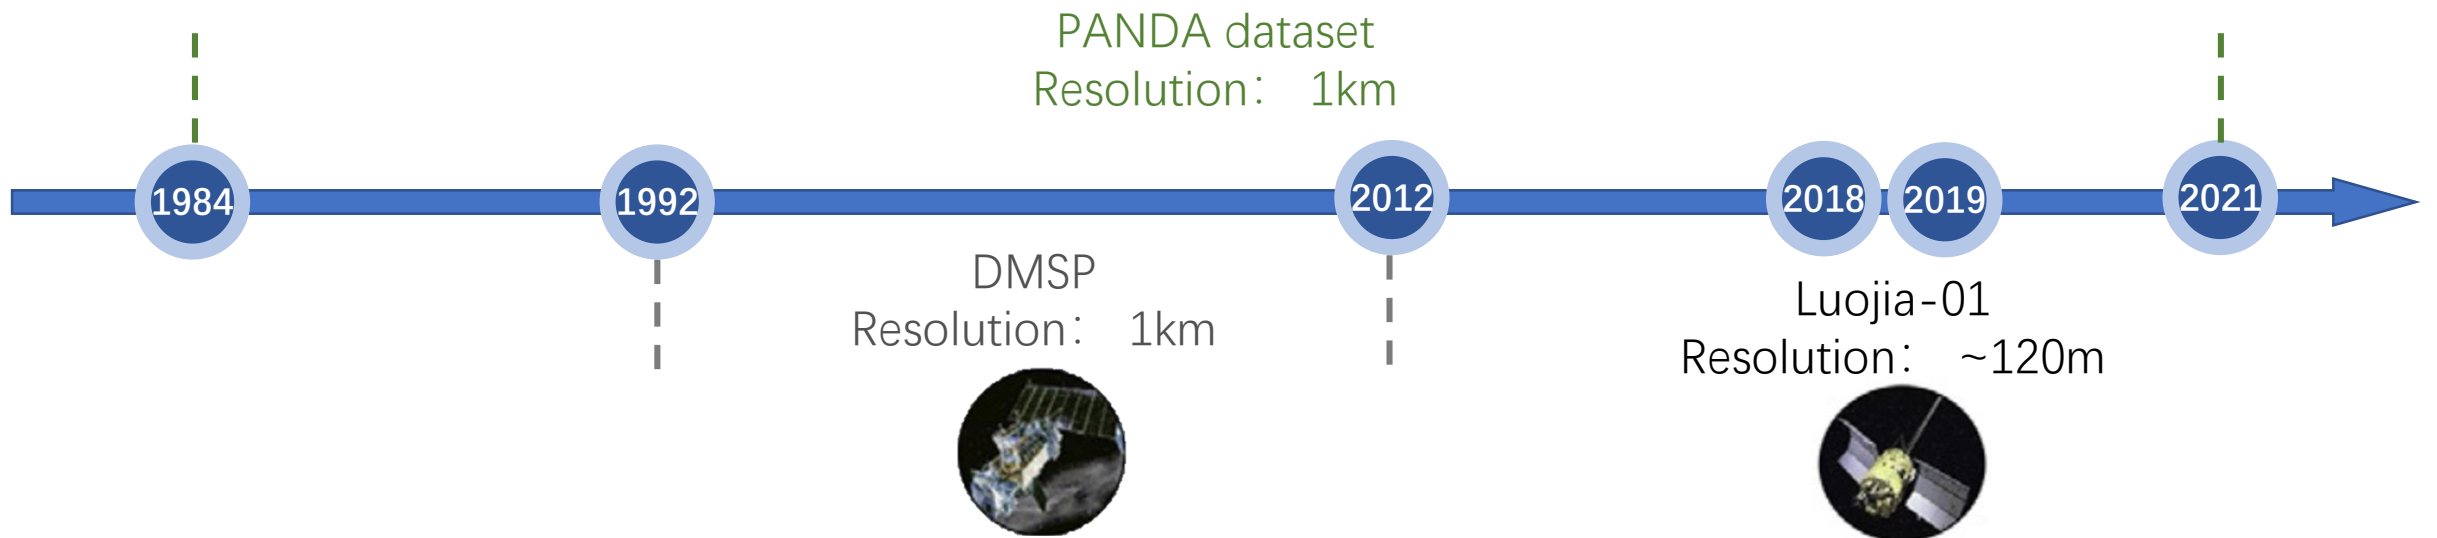 PANDA dataset
Resolution： 1km
1984
1992
2012
2018
2019
2021
DMSP
Resolution： 1km
Luojia-01
Resolution： ~120m